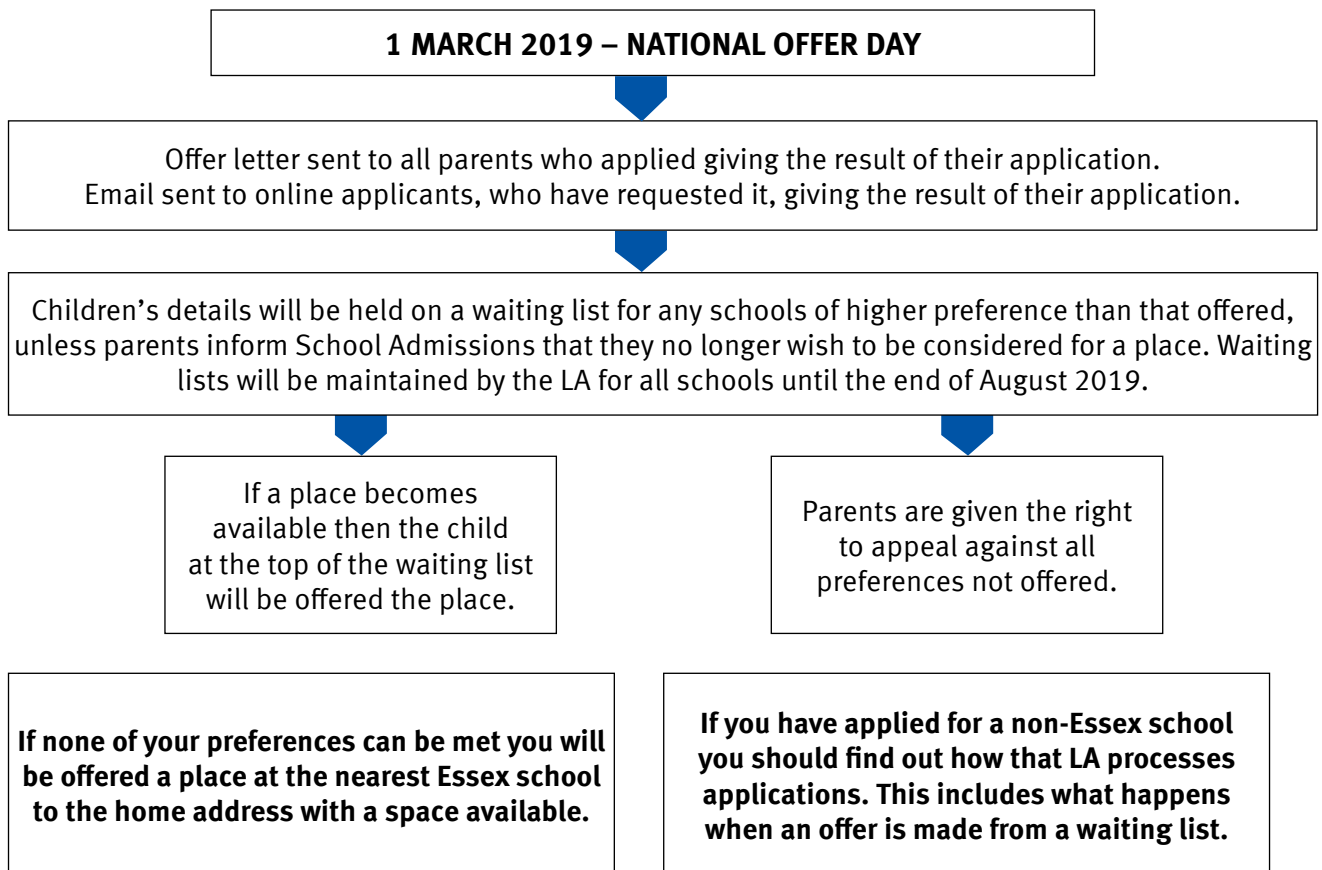 1 MARCH 2019 – NATIONAL OFFER DAY
Offer letter sent to all parents who applied giving the result of their application.
Email sent to online applicants, who have requested it, giving the result of their application.
Children’s details will be held on a waiting list for any schools of higher preference than that offered,
unless parents inform School Admissions that they no longer wish to be considered for a place. Waiting
lists will be maintained by the LA for all schools until the end of August 2019.
If a place becomes
available then the child
at the top of the waiting list
will be offered the place.
Parents are given the right
to appeal against all
preferences not offered.
If none of your preferences can be met you will
be offered a place at the nearest Essex school
to the home address with a space available.
If you have applied for a non-Essex school
you should find out how that LA processes
applications. This includes what happens
when an offer is made from a waiting list.